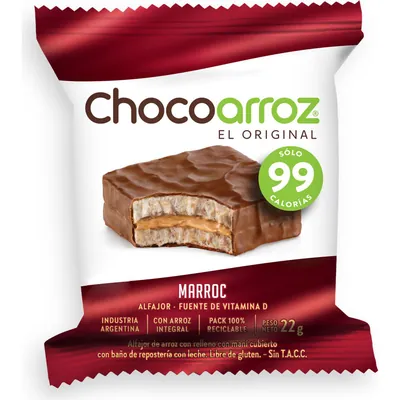 Chocoarroz®
EL ORIGINAL
SÓLO
99
CALORÍAS
MARROC
ALFAJOR - FUENTE DE VITAMINA D
INDUSTRIA ARGENTINA
CON ARROZ INTEGRAL
PACK 100% RECICLABLE
PESO NETO 22g
Alfajor de arroz con relleno con maní cubierto
con baño de repostería con leche. Libre de gluten. - Sin T.A.C.C.